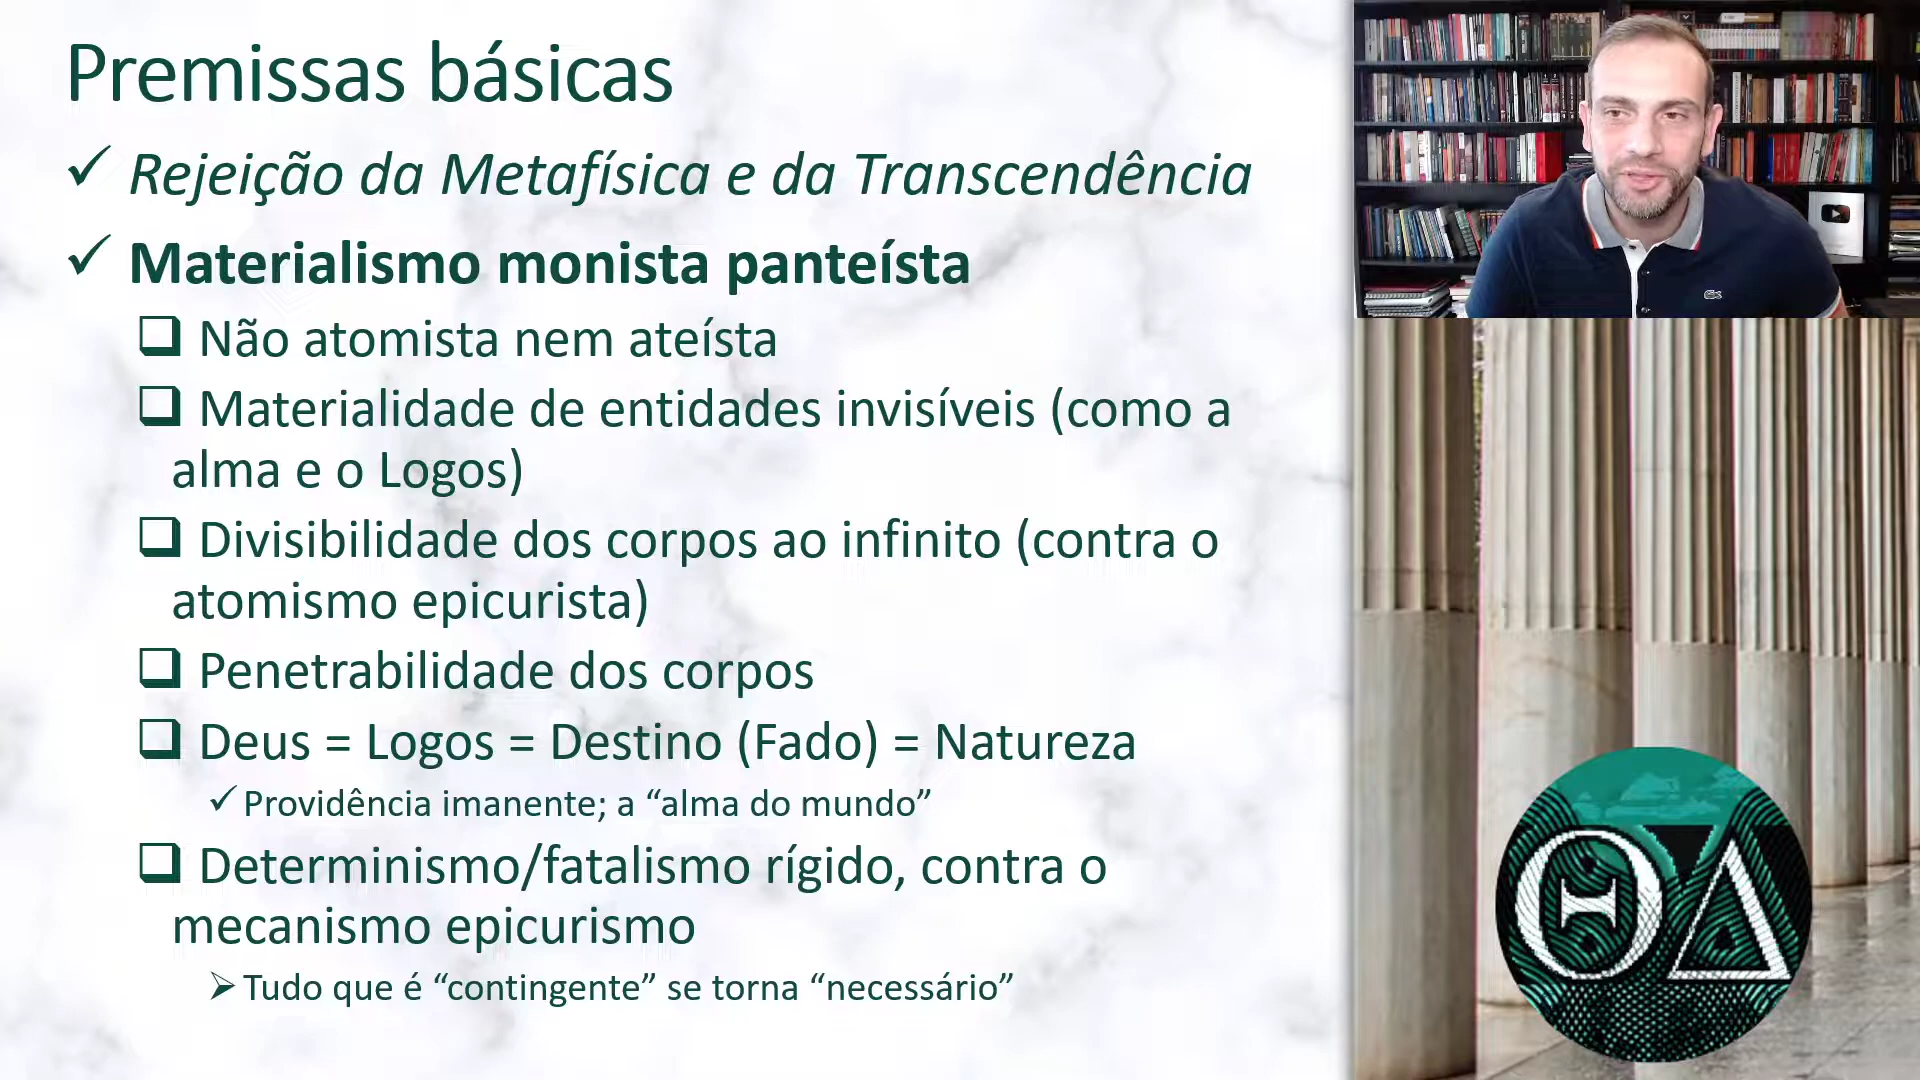 Premissas básicas
✓ Rejeição da Metafísica e da Transcendência
✓ Materialismo monista panteísta
❑ Não atomista nem ateísta
❑ Materialidade de entidades invisíveis (como a
alma e o Logos)
❑ Divisibilidade dos corpos ao infinito (contra o
atomismo epicurista)
❑ Penetrabilidade dos corpos
❑ Deus = Logos = Destino (Fado) = Natureza
✓ Providência imanente; a “alma do mundo”
❑ Determinismo/fatalismo rígido, contra o
mecanismo epicurismo
➢ Tudo que é “contingente” se torna “necessário”
ΘΔ